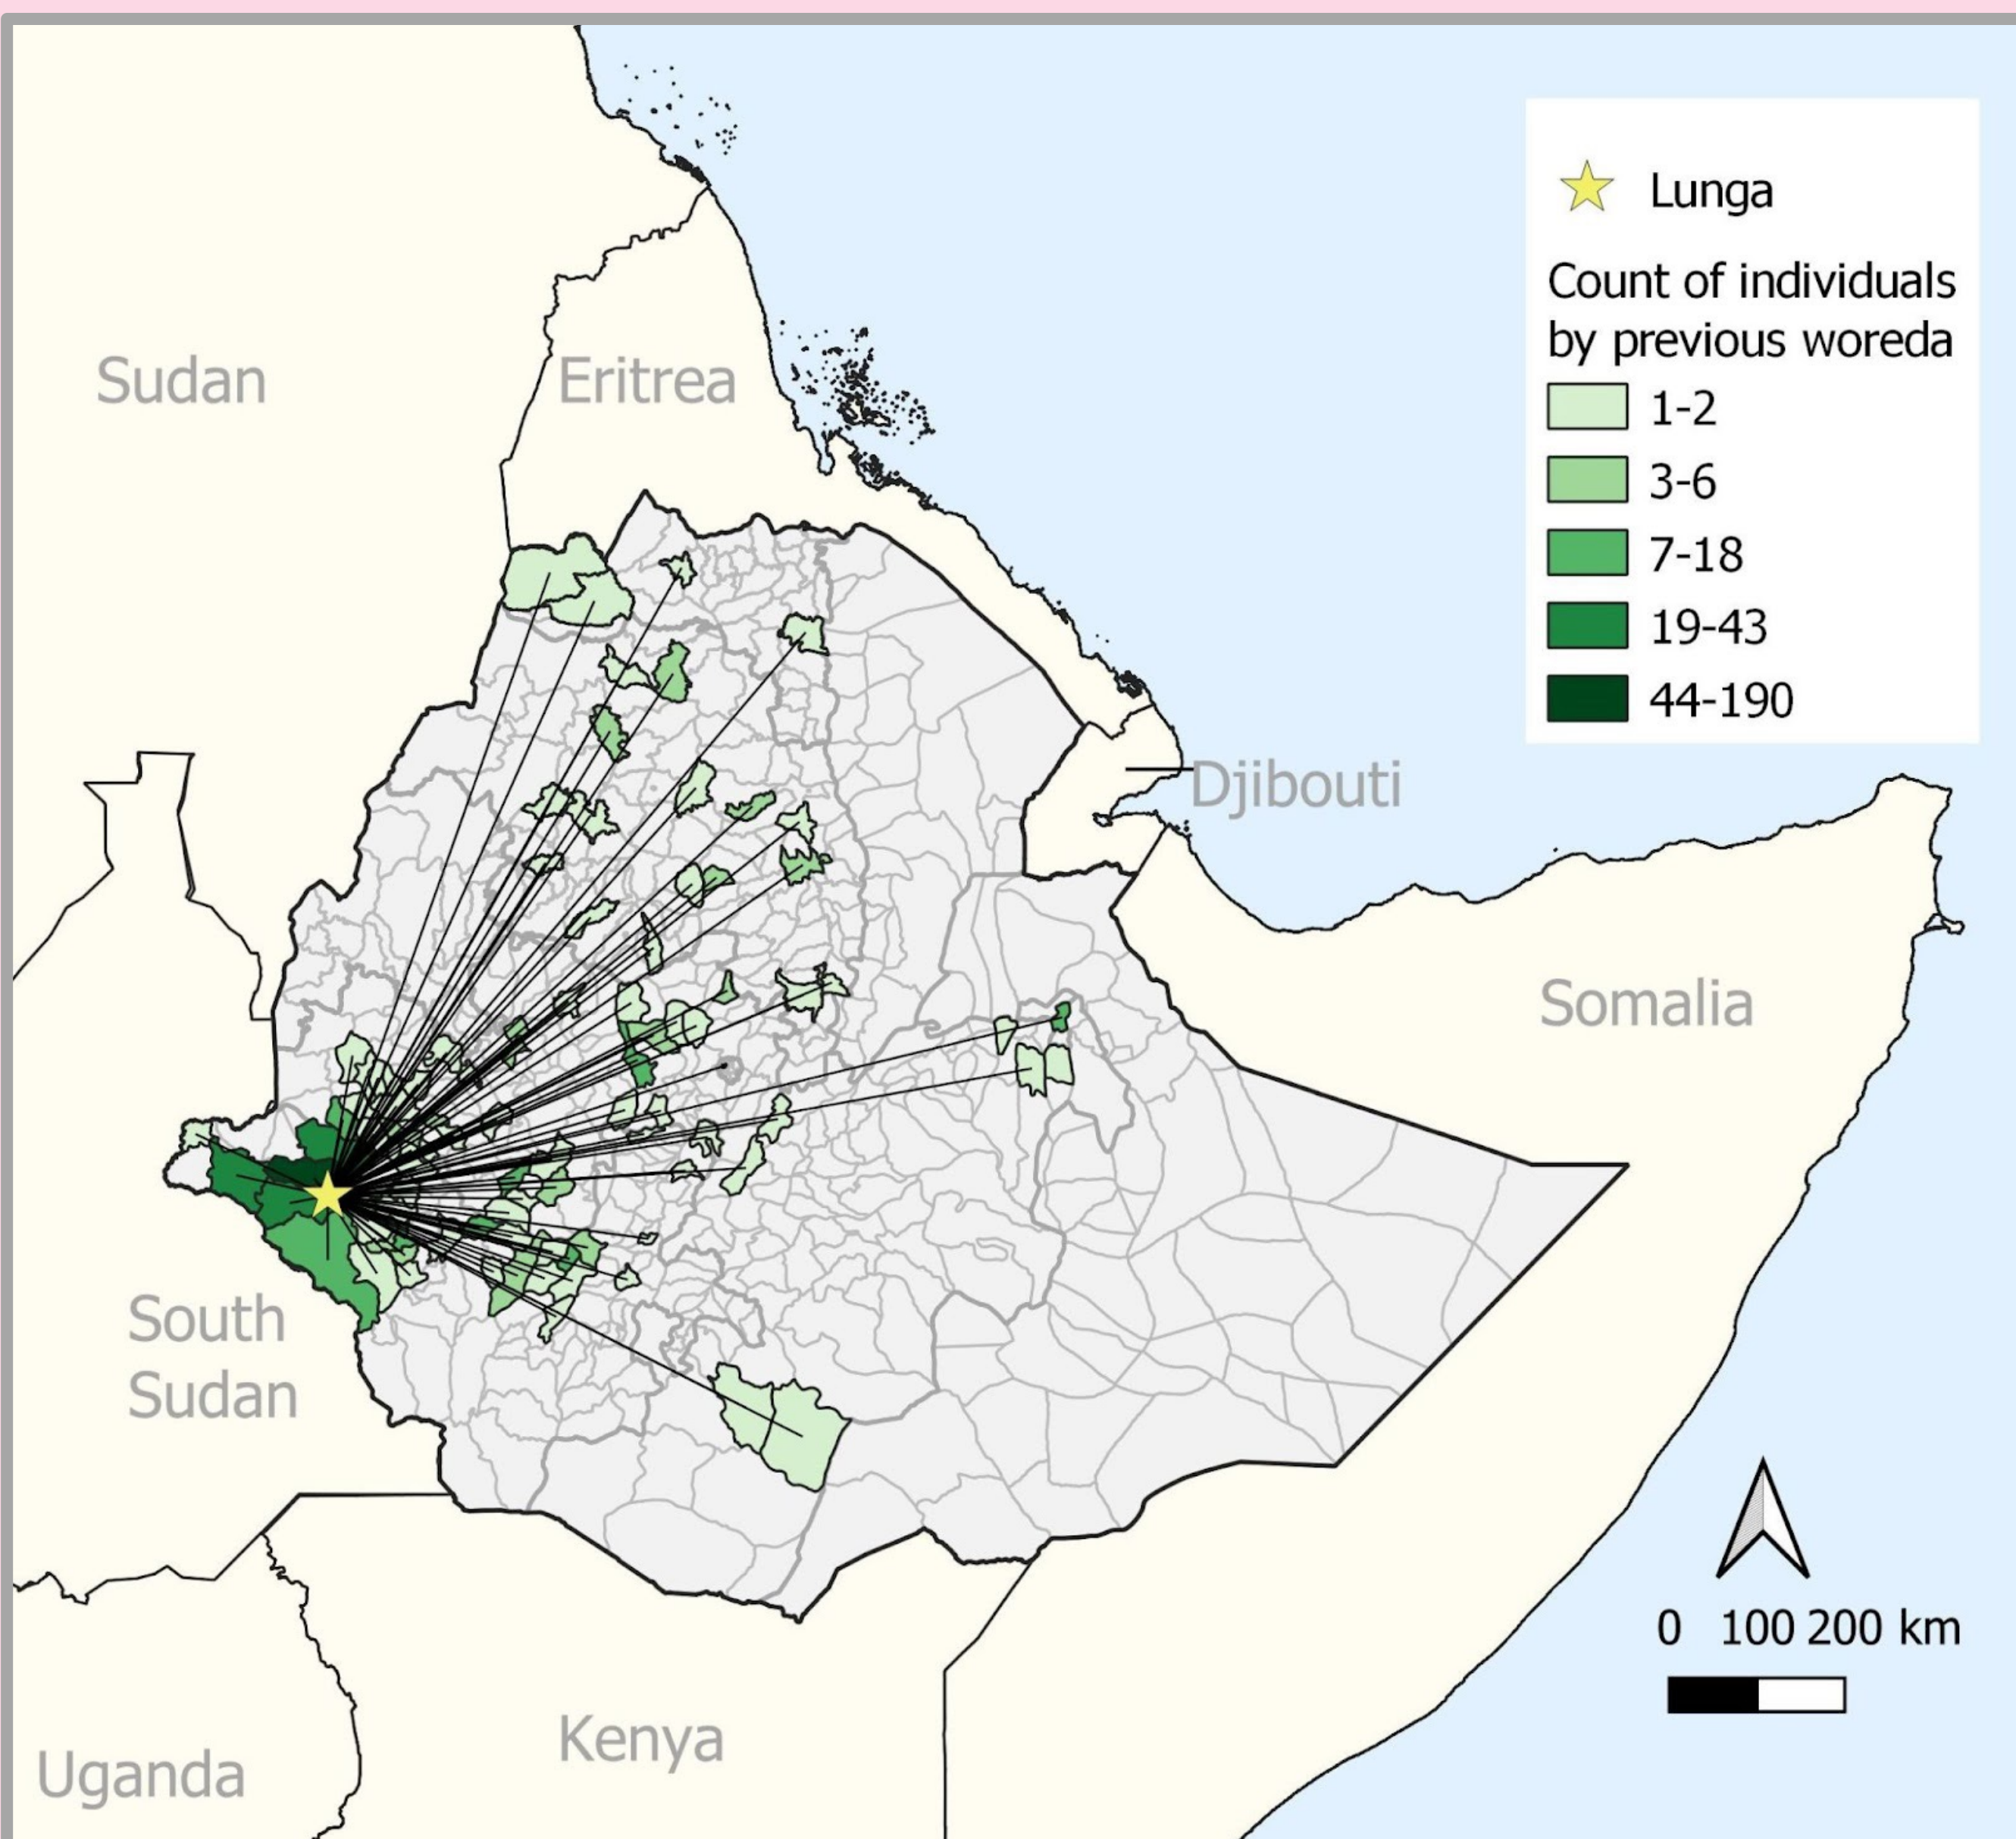 Lunga
Count of individuals
by previous woreda
1-2
3-6
7-18
19-43
44-190
Sudan
Eritrea
Djibouti
Somalia
South
Sudan
Kenya
Uganda
0 100 200 km